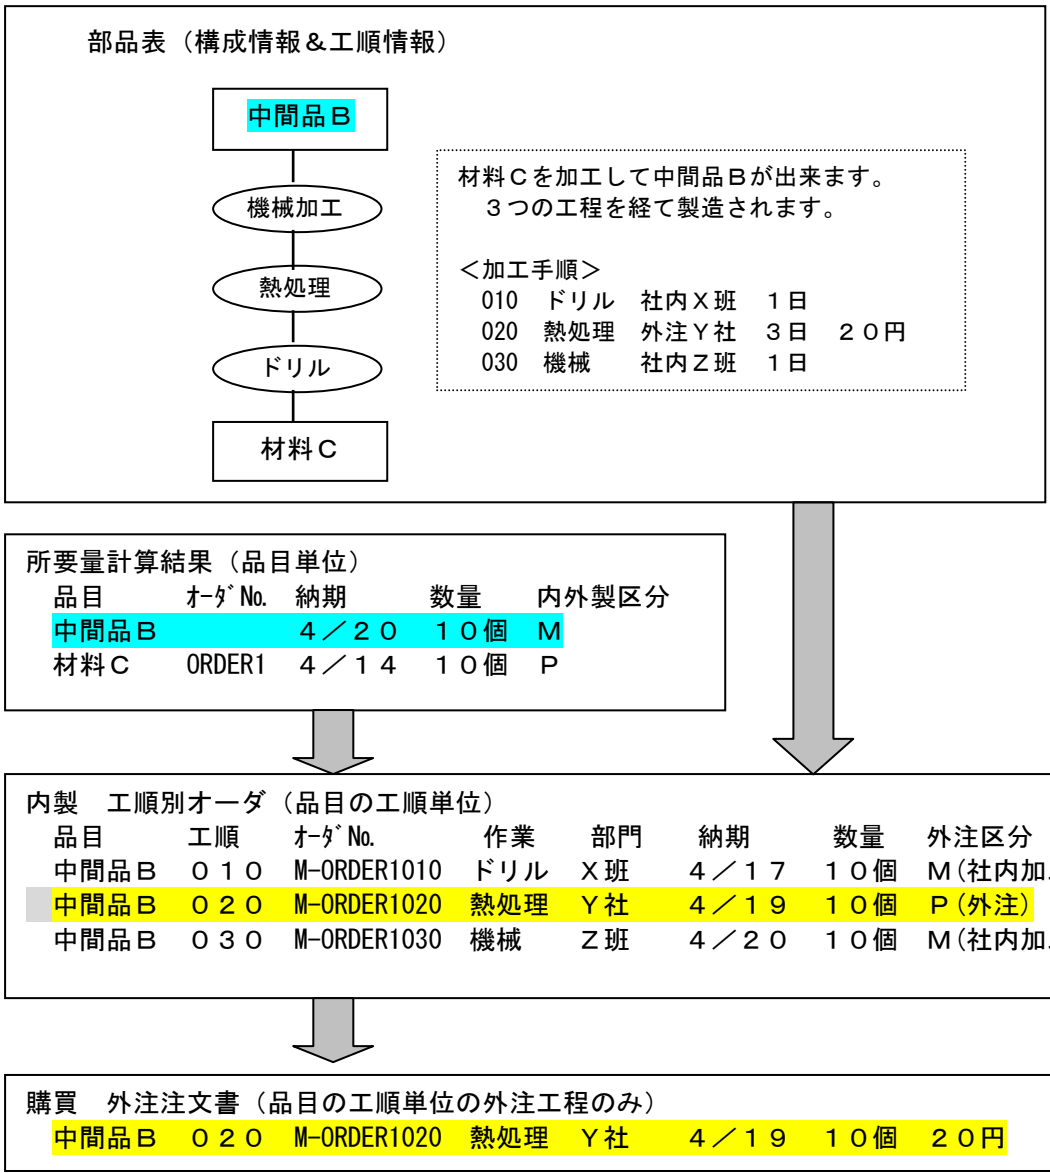 部品表（構成情報＆工順情報）
中間品Ｂ
機械加工
熱処理
ドリル
材料Ｃ
材料Ｃを加工して中間品Ｂが出来ます。
３つの工程を経て製造されます。
＜加工手順＞
010 ドリル 社内Ｘ班 １日
020 熱処理 外注Ｙ社 ３日 ２０円
030 機械 社内Ｚ班 １日
所要量計算結果（品目単位）
品目 ｵｰﾀﾞNo. 納期 数量 内外製区分
中間品Ｂ ４／２０ １０個 Ｍ
材料Ｃ ORDER1 ４／１４ １０個 Ｐ
内製 工順別オーダ（品目の工順単位）
品目 工順 ｵｰﾀﾞNo. 作業 部門 納期 数量 外注区分
中間品Ｂ ０１０ M-ORDER1010 ドリル Ｘ班 ４／１７ １０個 Ｍ(社内加
中間品Ｂ ０２０ M-ORDER1020 熱処理 Ｙ社 ４／１９ １０個 Ｐ(外注)
中間品Ｂ ０３０ M-ORDER1030 機械 Ｚ班 ４／２０ １０個 Ｍ(社内加
購買 外注注文書（品目の工順単位の外注工程のみ）
中間品Ｂ ０２０ M-ORDER1020 熱処理 Ｙ社 ４／１９ １０個 ２０円